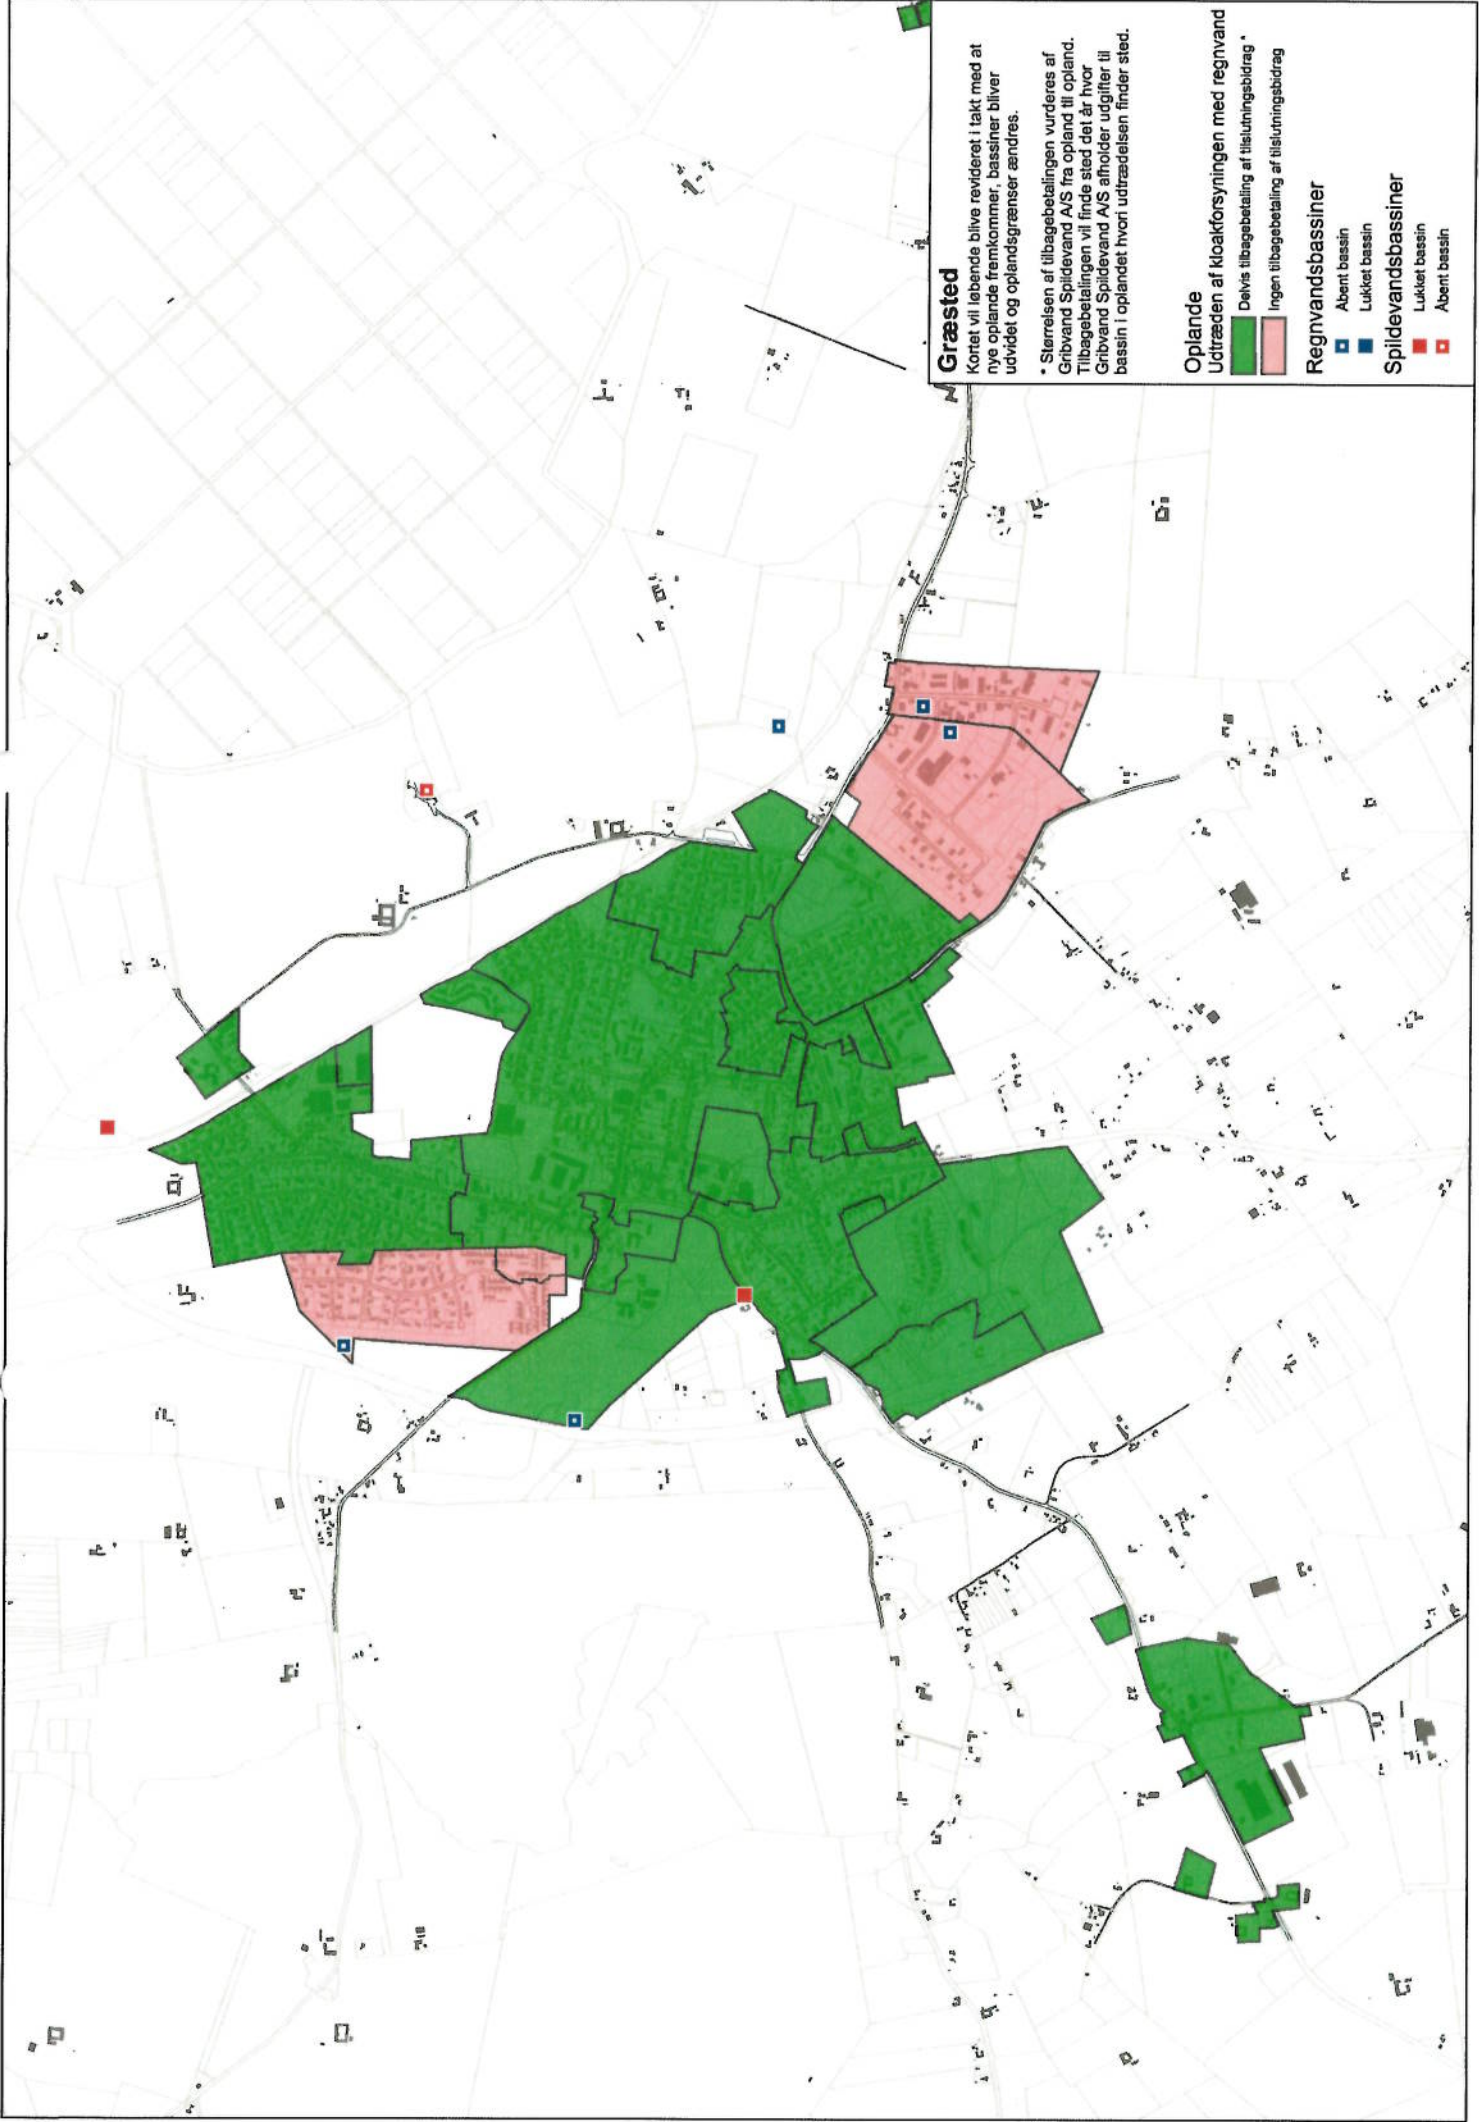 Græsted
Kortet vil løbende blive revideret i takt med at
nye oplande fremkommer, bassiner bliver
udvidet og oplandsgrænser ændres.
* Størrelsen af tilbagebetalingen vurderes af
Gribvand Spildevand A/S fra opland til opland.
Tilbagebetalingen vil finde sted det år hvor
Gribvand Spildevand A/S afholder udgifter til
bassin i oplandet hvori udtrædelsen finder sted.
Oplande
Udtræden af kloakforsyningen med regnvand
Delvis tilbagebetaling af tilslutningsbidrag *
Ingen tilbagebetaling af tilslutningsbidrag
Regnvandsbassiner
Åbent bassin
Lukket bassin
Spildevandsbassiner
Lukket bassin
Åbent bassin